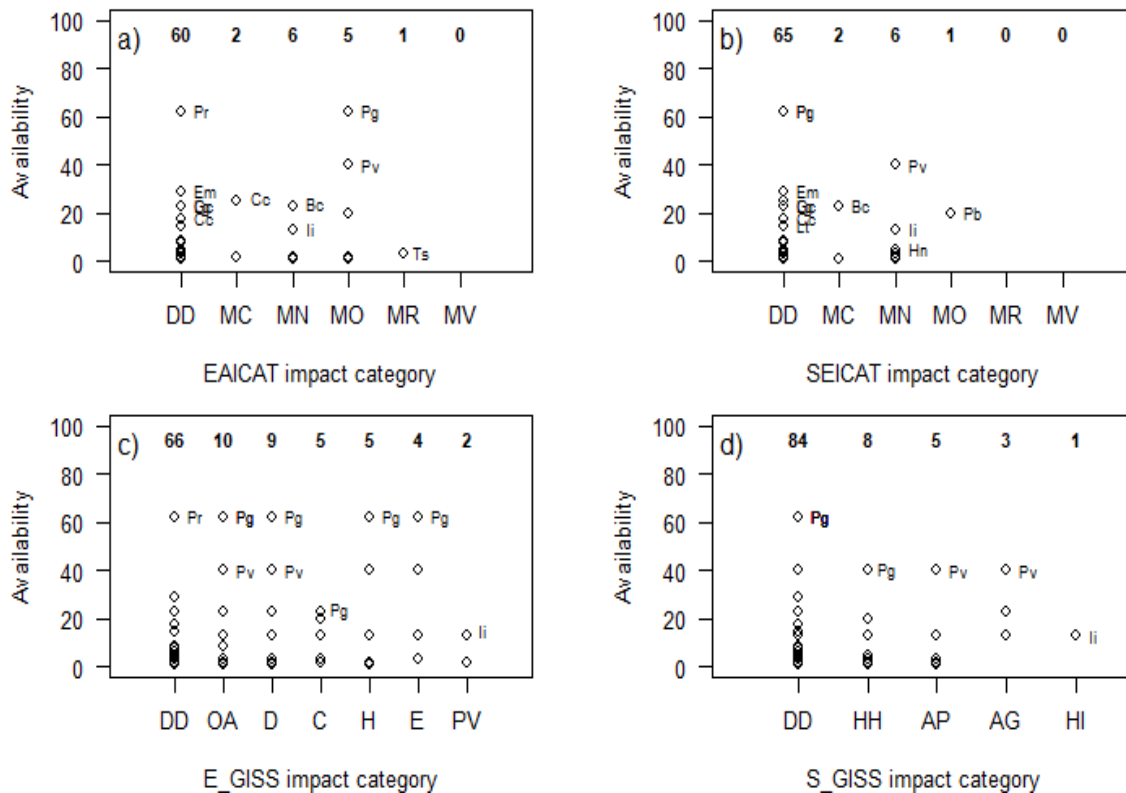 a) 60 2 6 5 1 0
100
80
60
40
20
0
Availability
Pr
Em
Cc
Cc
Bc
Ii
Pg
Pv
Ts
DD MC MN MO MR MV
EAICAT impact category
b) 65 2 6 1 0 0
100
80
60
40
20
0
Availability
Pg
Em
Cc
Lt
Bc
Pv
Ii
Hn
Pb
DD MC MN MO MR MV
SEICAT impact category
c) 66 10 9 5 5 4 2
100
80
60
40
20
0
Availability
Pr
Pg
Pv
Pg
Pv
Pg
Pg
Pg
Ii
DD OA D C H E PV
E_GISS impact category
d) 84 8 5 3 1
100
80
60
40
20
0
Availability
Pg
Pg
Pv
Pv
Ii
DD HH AP AG HI
S_GISS impact category